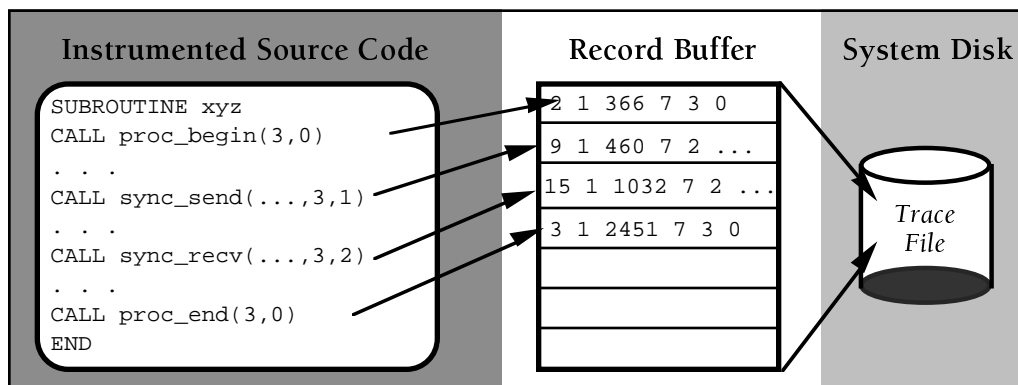 Instrumented Source Code
SUBROUTINE xyz
CALL proc_begin(3,0)
. . .
CALL sync_send(...,3,1)
. . .
CALL sync_recv(...,3,2)
. . .
CALL proc_end(3,0)
END
Record Buffer
2 1 366 7 3 0
9 1 460 7 2 ...
15 1 1032 7 2 ...
3 1 2451 7 3 0
System Disk
Trace
File